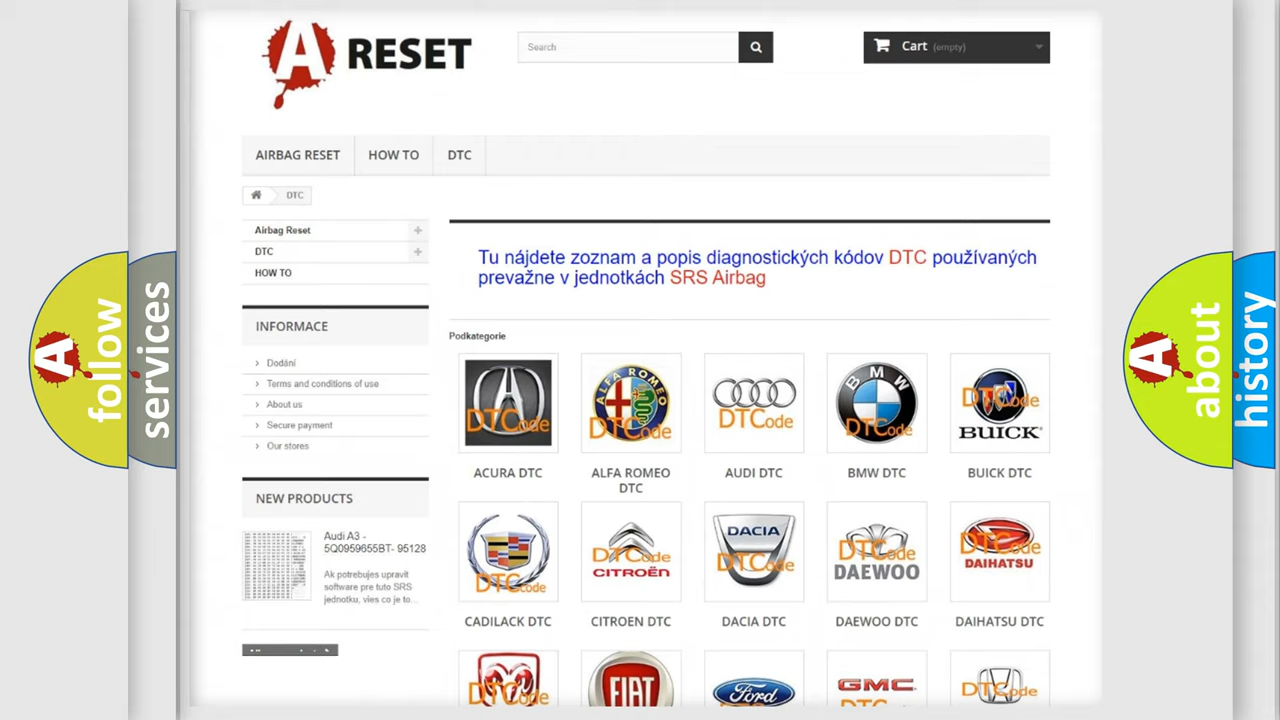 A RESET
Search
Cart (empty)
AIRBAG RESET
HOW TO
DTC
DTC
Airbag Reset
DTC
HOW TO
Tu nájdete zoznam a popis diagnostických kódov DTC používaných
prevažne v jednotkách SRS Airbag
INFORMACE
Dodání
Terms and conditions of use
About us
Secure payment
Our stores
NEW PRODUCTS
Audi A3 -
5Q0959655BT- 95128
Ak potrebujes upravit
software pre tuto SRS
jednotku, vies co je to...
Podkategorie
DTCode
ALFA ROMEO
DTCode
DTCode
BMW
DTCode
DTCode
BUICK
ACURA DTC
ALFA ROMEO
DTC
AUDI DTC
BMW DTC
BUICK DTC
DTCode
DTCode
CITROËN
DACIA
DTCode
DTCode
DAEWOO
DTCode
DAIHATSU
CADILACK DTC
CITROEN DTC
DACIA DTC
DAEWOO DTC
DAIHATSU DTC
DTCode
FIAT
Ford
GMC
DTCode
A follow
services
A about
history